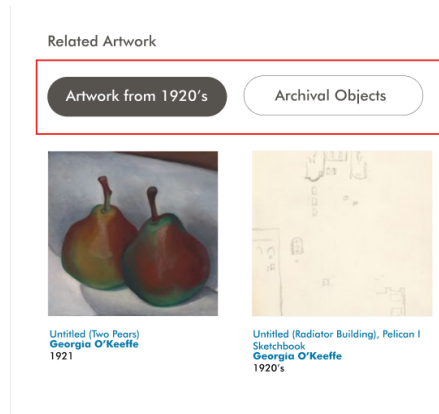 Related Artwork
Artwork from 1920's
Archival Objects
Untitled (Two Pears)
Georgia O'Keeffe
1921
Untitled (Radiator Building), Pelican I
Sketchbook
Georgia O'Keeffe
1920's